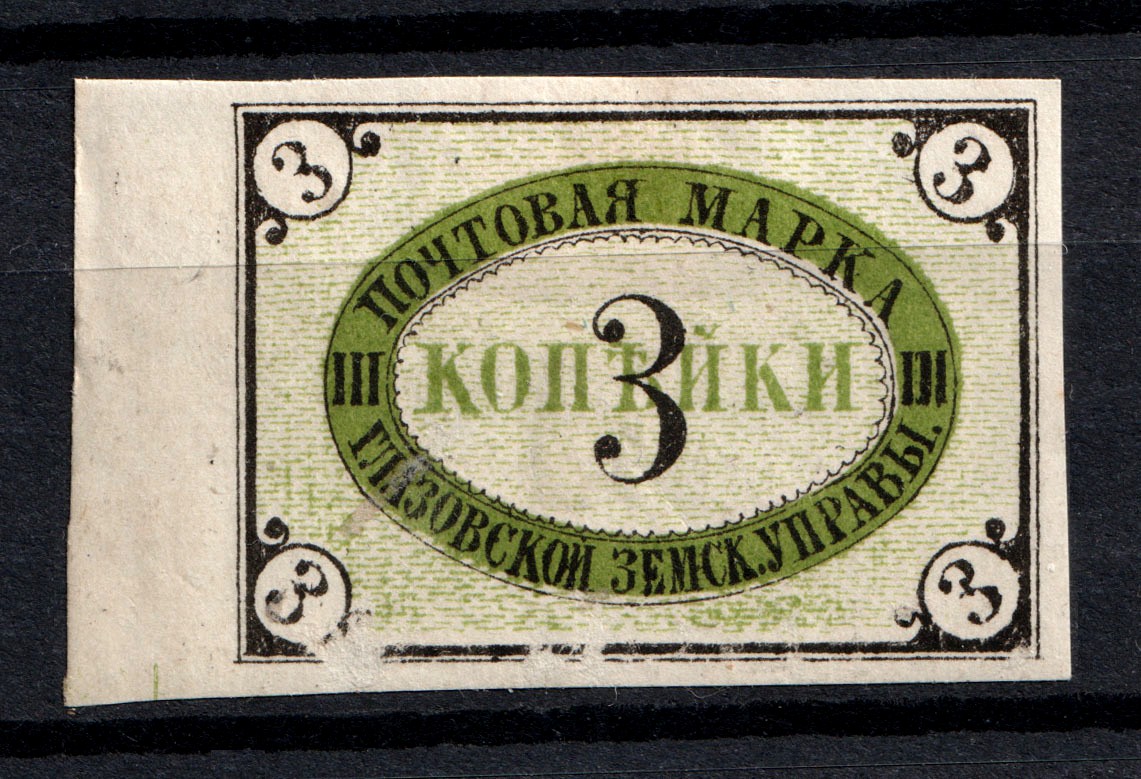 3 3
ПОЧТОВАЯ МАРКА
III III
3
КОПѢЙКИ
ГЛАЗОВСКОЙ ЗЕМСК. УПРАВЫ.
3 3